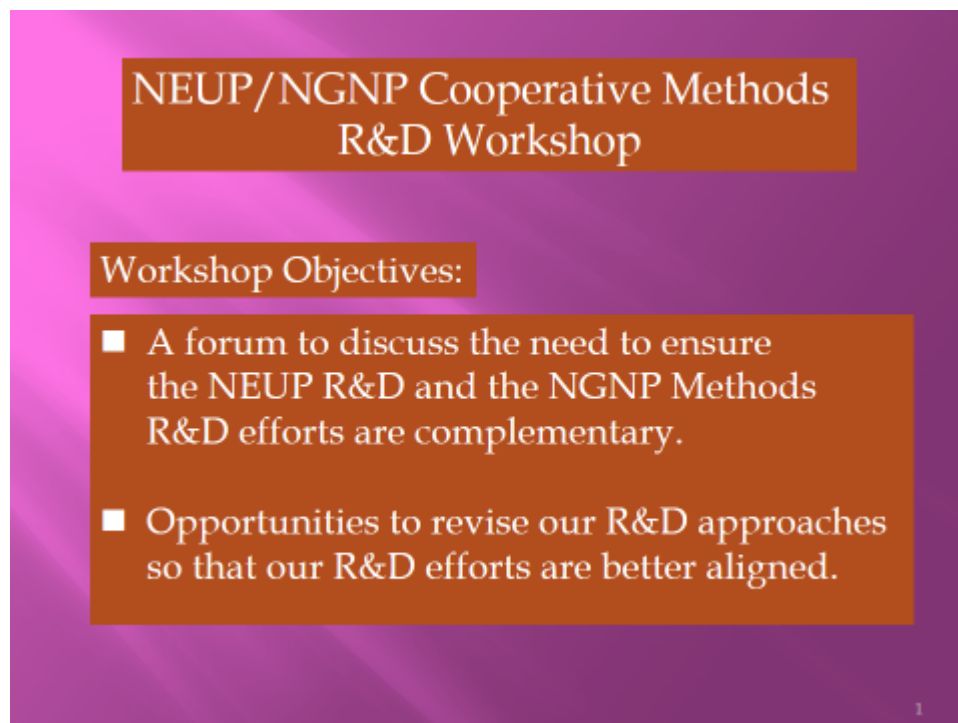 NEUP/NGNP Cooperative Methods
R&D Workshop
Workshop Objectives:
■ A forum to discuss the need to ensure
the NEUP R&D and the NGNP Methods
R&D efforts are complementary.
■ Opportunities to revise our R&D approaches
so that our R&D efforts are better aligned.
1